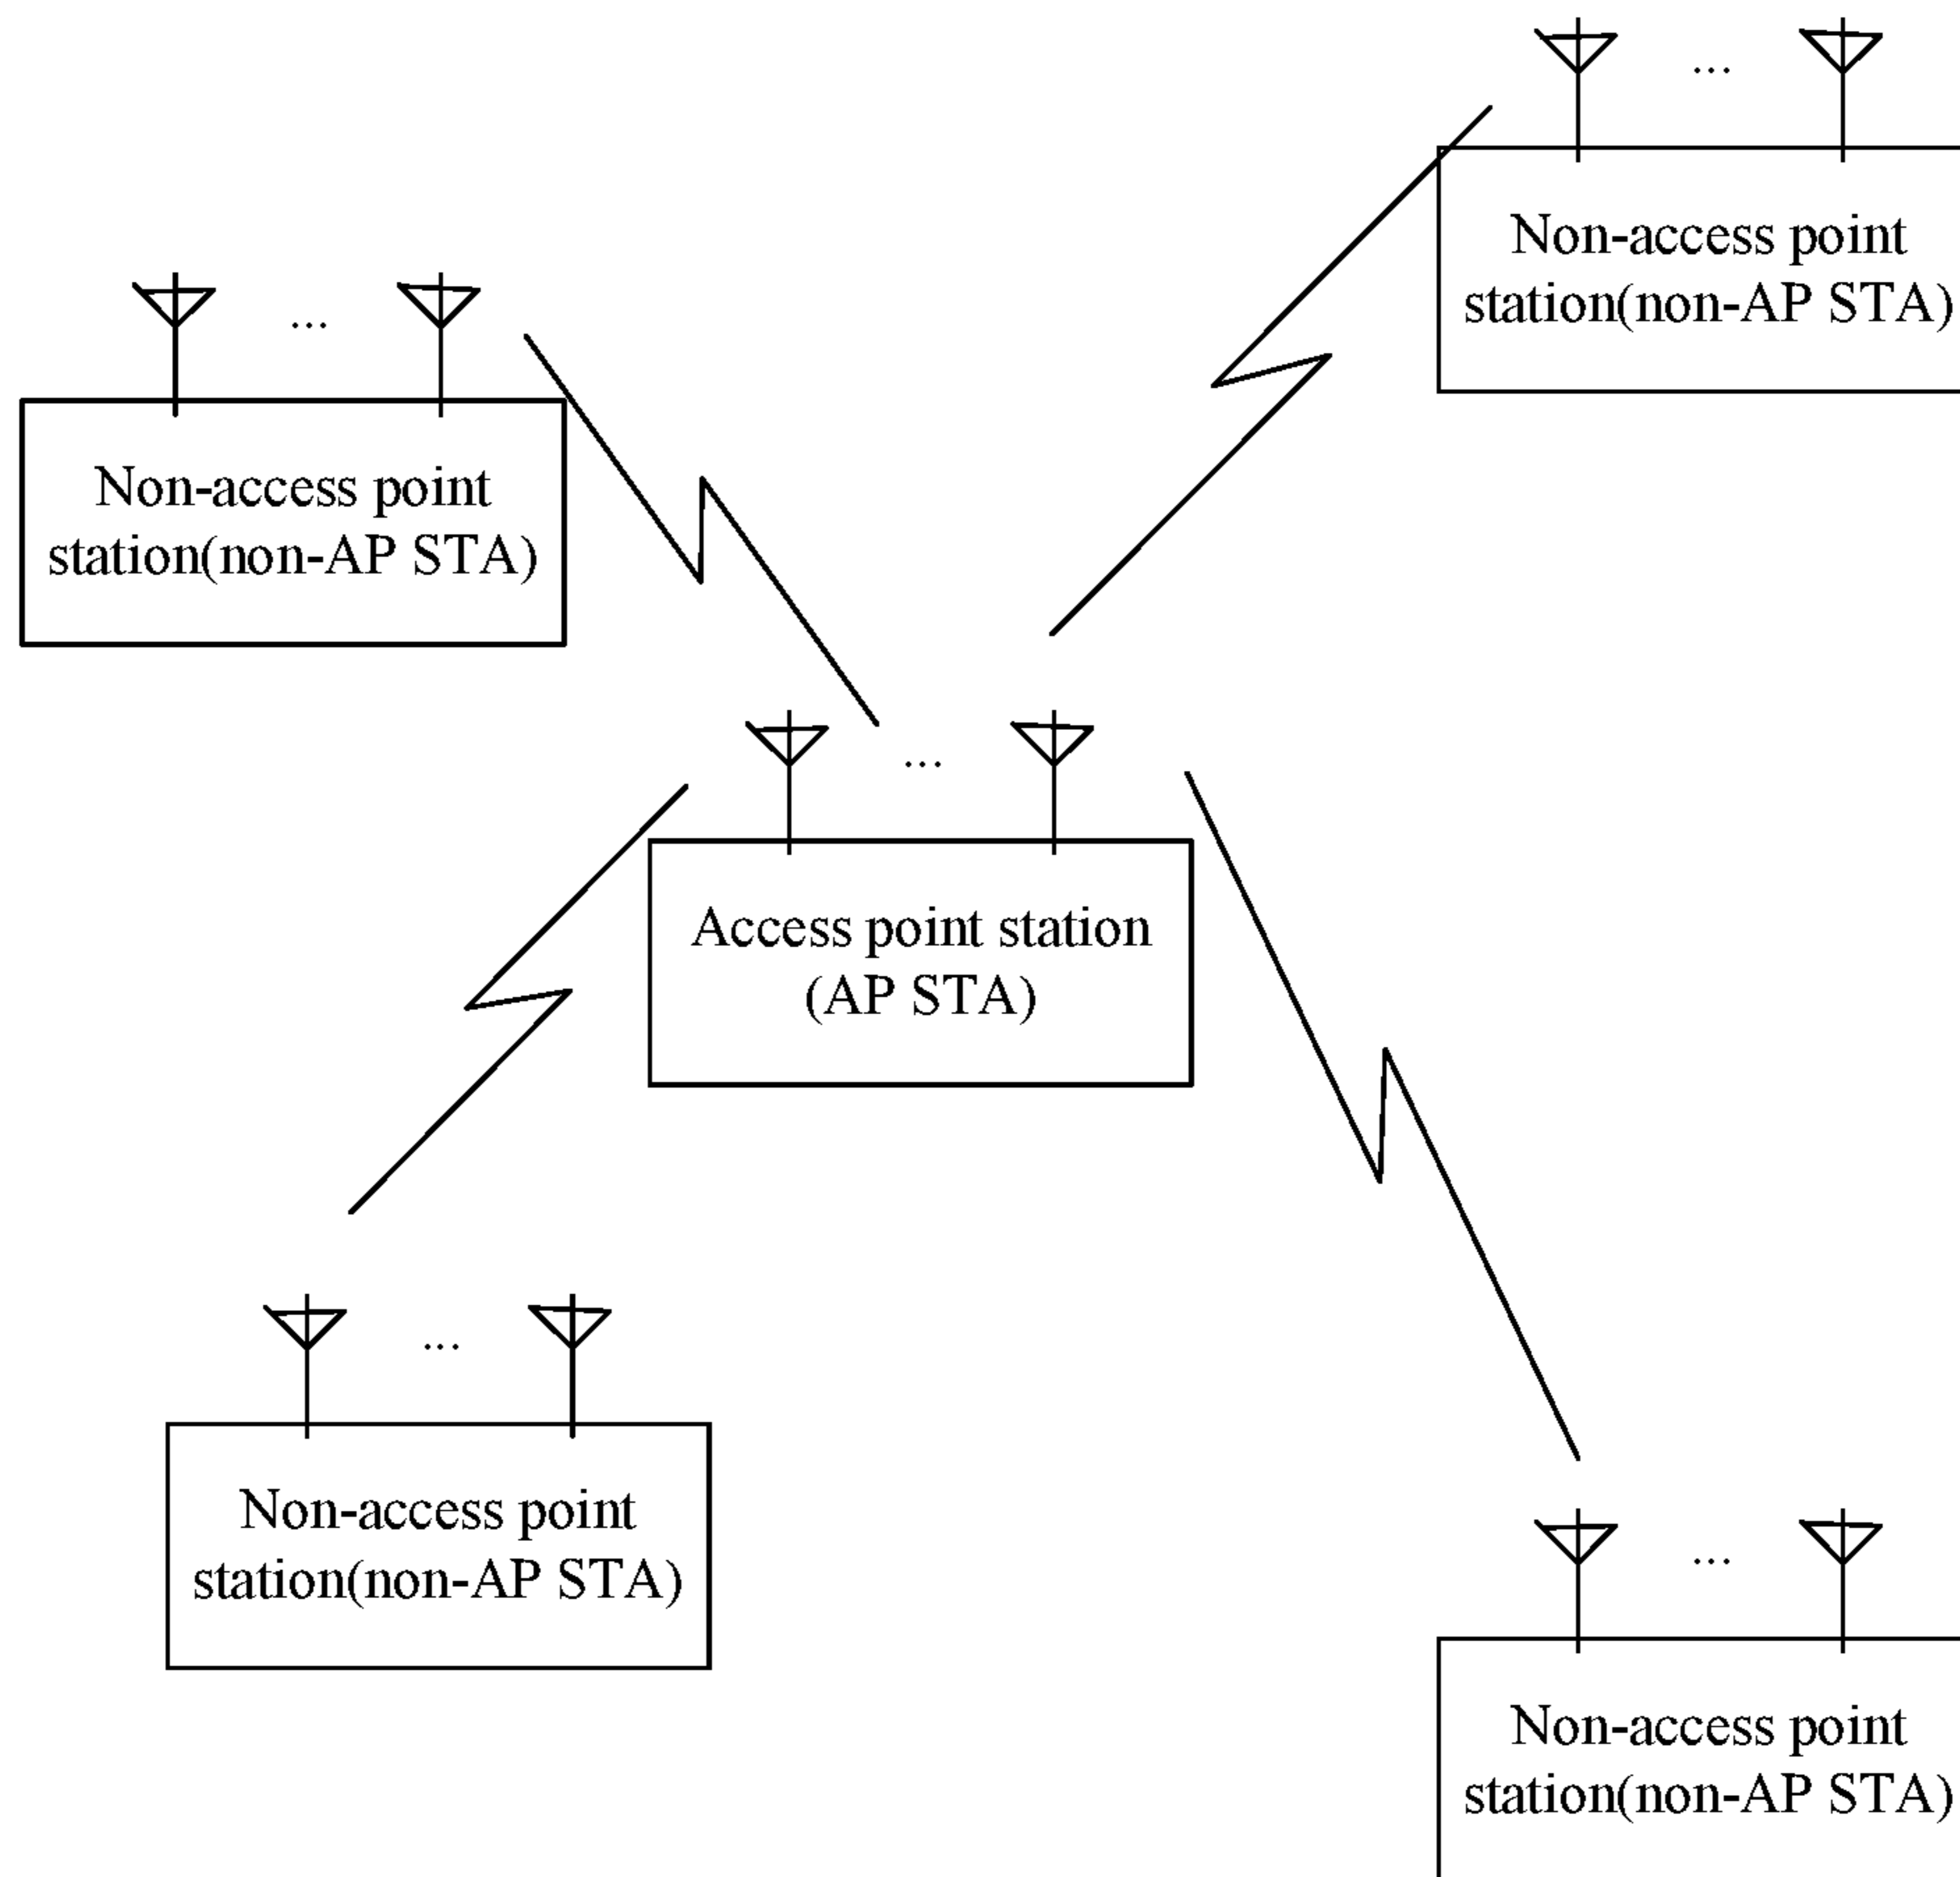 Non-access point
station(non-AP STA)
...
Non-access point
station(non-AP STA)
...
...
Access point station
(AP STA)
...
Non-access point
station(non-AP STA)
...
Non-access point
station(non-AP STA)